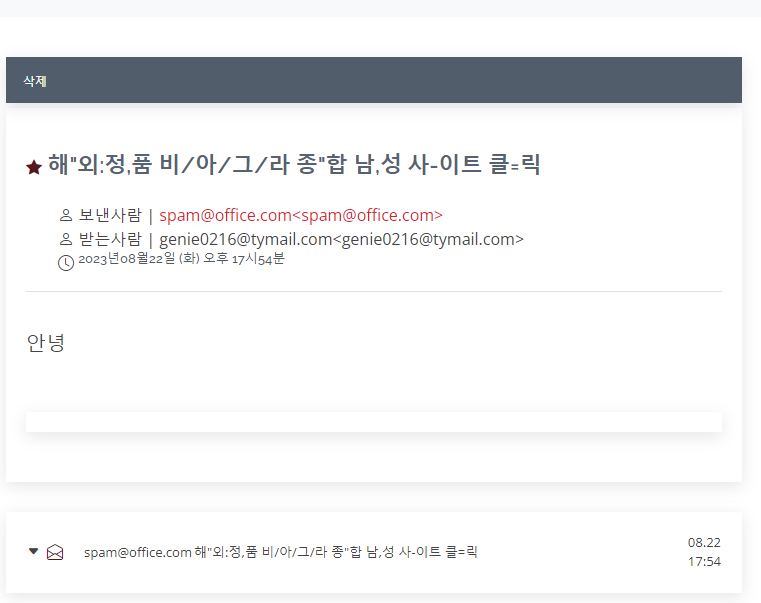 삭제
해"외:정,품 비/아/그/라 종"합 남,성 사-이트 클=릭
보낸사람 | spam@office.com<spam@office.com>
받는사람 | genie0216@tymail.com<genie0216@tymail.com>
2023년08월22일 (화) 오후 17시54분
안녕
spam@office.com 해"외:정,품 비/아/그/라 종"합 남,성 사-이트 클=릭
08.22
17:54